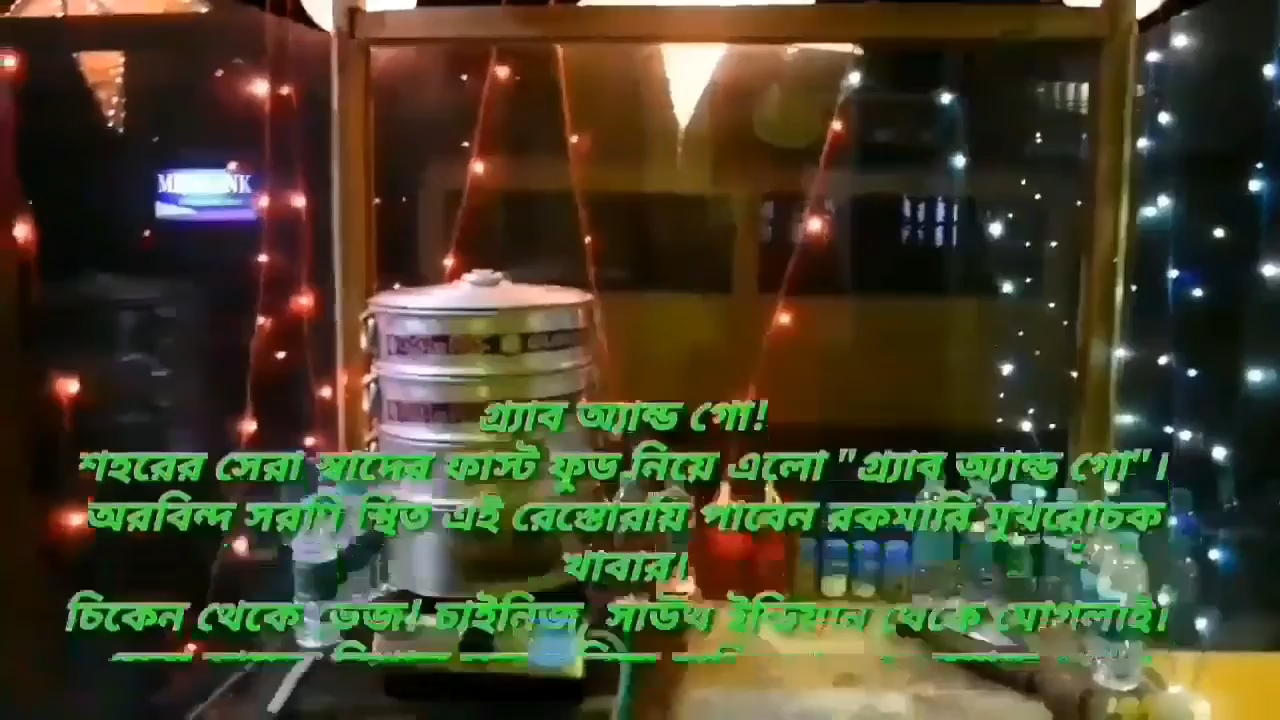 গ্র্যাব অ্যান্ড গো!
শহরের সেরা স্বাদের ফাস্ট ফুড নিয়ে এলো "গ্র্যাব অ্যান্ড গো"।
অরবিন্দ সরণি স্থিত এই রেস্তোরায় পাবেন রকমারি মুখরোচক
খাবার।
চিকেন থেকে ভেজ! চাইনিজ, সাউথ ইন্ডিয়ান থেকে মোগলাই।